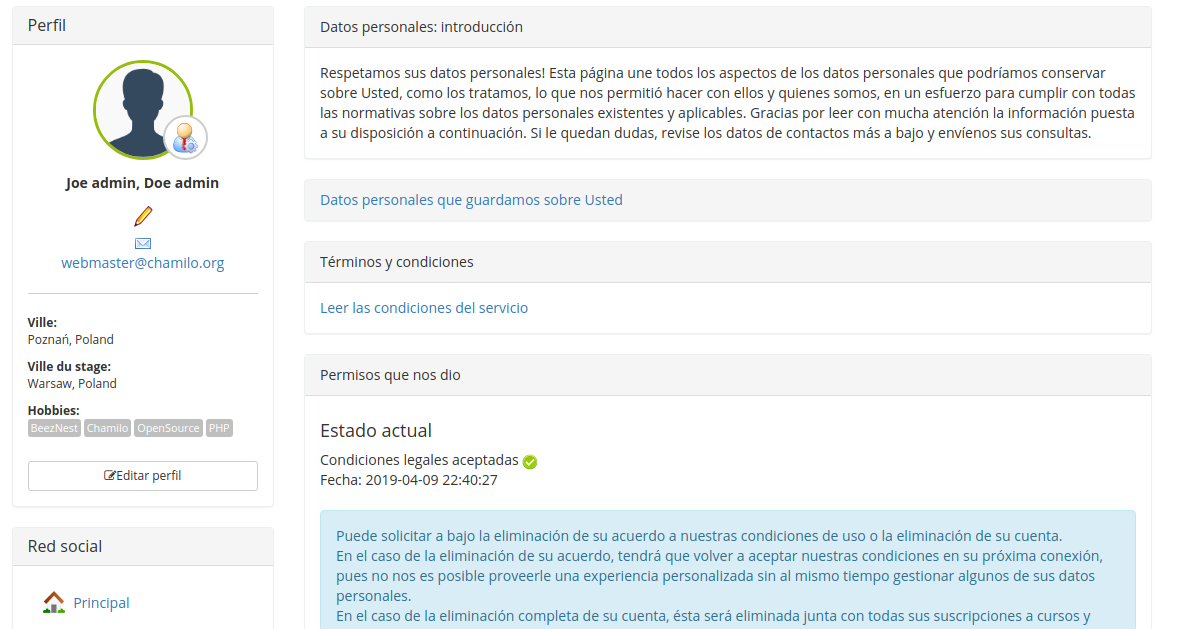 Perfil
Joe admin, Doe admin
webmaster@chamilo.org
Ville:
Poznań, Poland
Ville du stage:
Warsaw, Poland
Hobbies:
BeezNest Chamilo OpenSource PHP
Editar perfil
Red social
Principal
Datos personales: introducción
Respetamos sus datos personales! Esta página une todos los aspectos de los datos personales que podríamos conservar
sobre Usted, como los tratamos, lo que nos permitió hacer con ellos y quienes somos, en un esfuerzo para cumplir con todas
las normativas sobre los datos personales existentes y aplicables. Gracias por leer con mucha atención la información puesta
a su disposición a continuación. Si le quedan dudas, revise los datos de contactos más a bajo y envíenos sus consultas.
Datos personales que guardamos sobre Usted
Términos y condiciones
Leer las condiciones del servicio
Permisos que nos dio
Estado actual
Condiciones legales aceptadas
Fecha: 2019-04-09 22:40:27
Puede solicitar a bajo la eliminación de su acuerdo a nuestras condiciones de uso o la eliminación de su cuenta.
En el caso de la eliminación de su acuerdo, tendrá que volver a aceptar nuestras condiciones en su próxima conexión,
pues no nos es posible proveerle una experiencia personalizada sin al mismo tiempo gestionar algunos de sus datos
personales.
En el caso de la eliminación completa de su cuenta, ésta será eliminada junta con todas sus suscripciones a cursos y